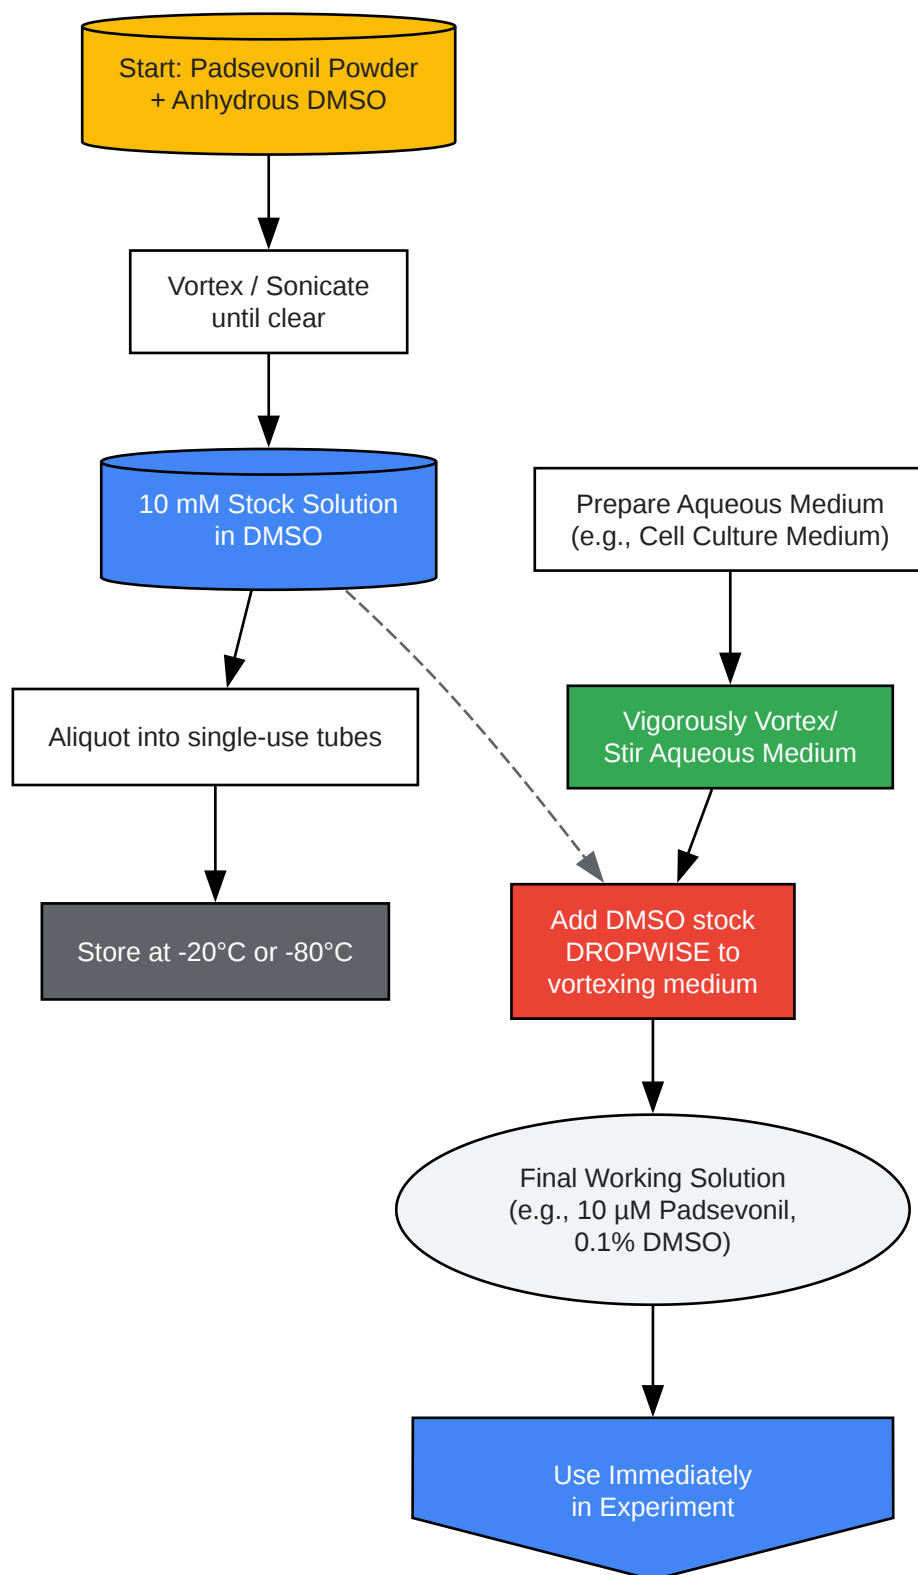 Start: Padsevonil Powder
+ Anhydrous DMSO
Vortex / Sonicate
until clear
10 mM Stock Solution
in DMSO
Prepare Aqueous Medium
(e.g., Cell Culture Medium)
Aliquot into single-use tubes
Vigorously Vortex/
Stir Aqueous Medium
Store at -20°C or -80°C
Add DMSO stock
DROPWISE to
vortexing medium
Final Working Solution
(e.g., 10 µM Padsevonil,
0.1% DMSO)
Use Immediately
in Experiment